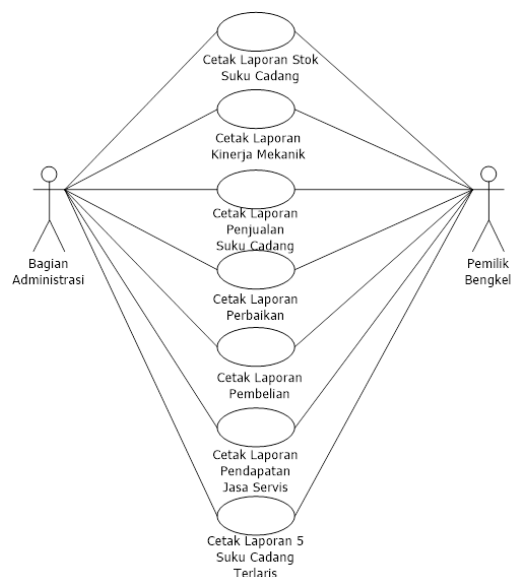 Cetak Laporan Stok
Suku Cadang
Cetak Laporan
Kinerja Mekanik
Cetak Laporan
Penjualan
Suku Cadang
Bagian
Administrasi
Pemilik
Bengkel
Cetak Laporan
Perbaikan
Cetak Laporan
Pembelian
Cetak Laporan
Pendapatan
Jasa Servis
Cetak Laporan 5
Suku Cadang
Terlaris